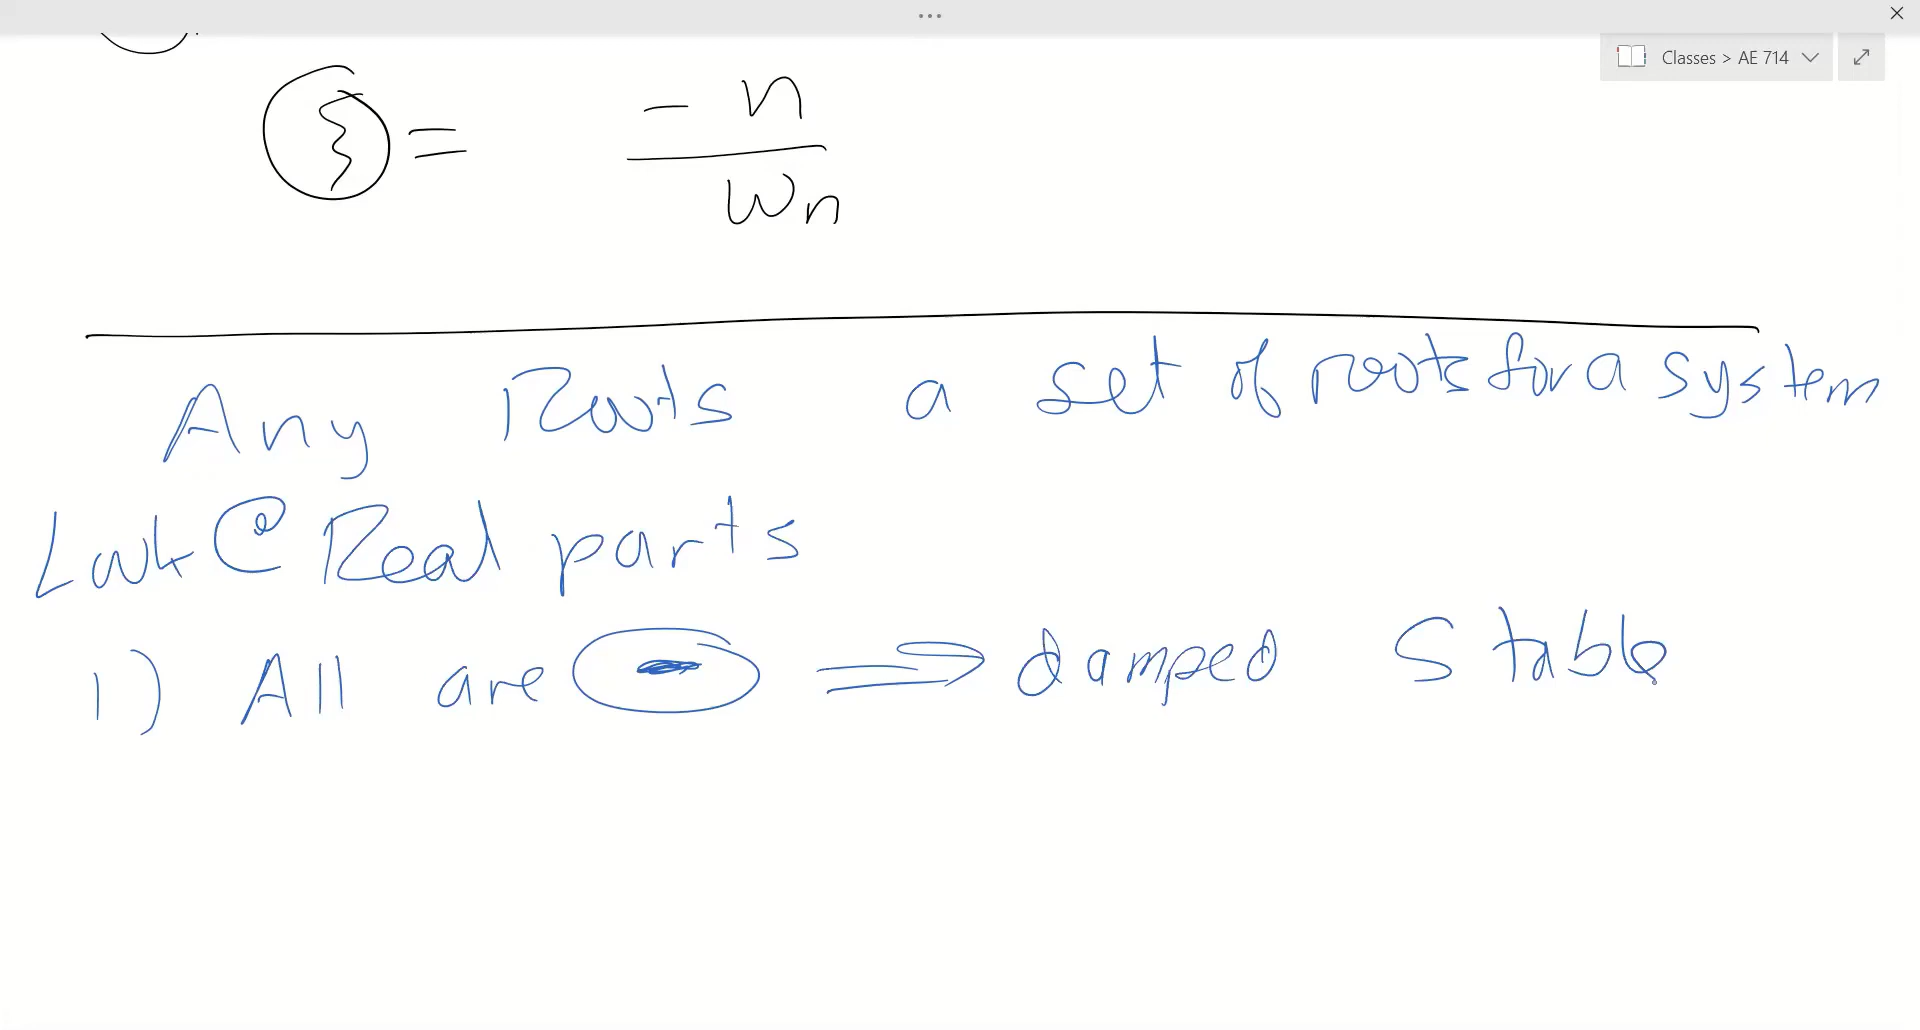 ...
Classes > AE 714
ξ = -n / ωn
Any Roots a set of roots for a system
Look @ Real parts
1) All are - ⇒ damped Stable